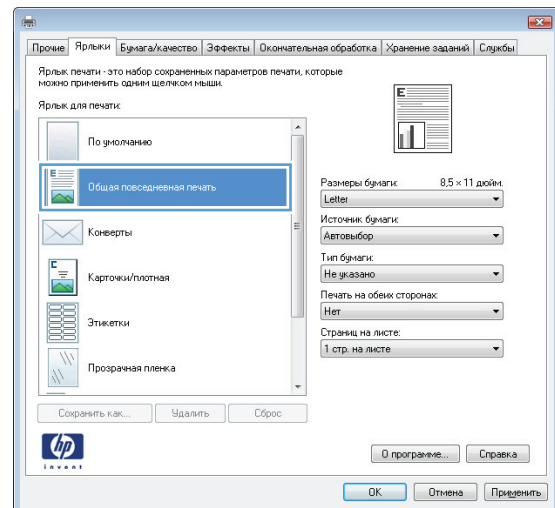 Прочие Ярлыки Бумага/качество Эффекты Окончательная обработка Хранение заданий Службы
Ярлык печати - это набор сохраненных параметров печати, которые
можно применить одним щелчком мыши.
Ярлык для печати:
По умолчанию
Общая повседневная печать
Конверты
Карточки/плотная
Этикетки
Прозрачная пленка
E
E
C
E
Размеры бумаги: 8,5 × 11 дюйм.
Letter
Источник бумаги:
Автовыбор
Тип бумаги:
Не указано
Печать на обеих сторонах:
Нет
Страниц на листе:
1 стр. на листе
Сохранить как... Удалить Сброс
hp
invent
О программе... Справка
OK Отмена Применить